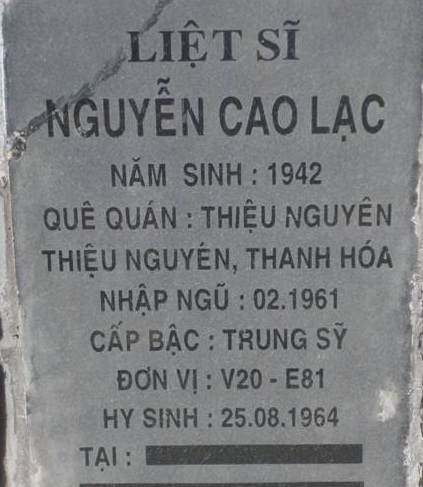 LIỆT SĨ
NGUYỄN CAO LẠC
NĂM SINH : 1942
QUÊ QUÁN : THIỆU NGUYÊN
THIỆU NGUYÉN, THANH HÓA
NHẬP NGŨ : 02.1961
CẤP BẬC : TRUNG SỸ
ĐƠN VỊ : V20 - E81
HY SINH : 25.08.1964
TẠI :